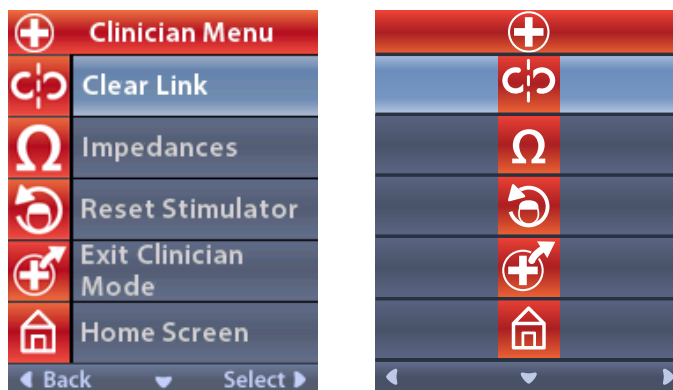 Clinician Menu
Clear Link
Impedances
Reset Stimulator
Exit Clinician
Mode
Home Screen
Back Select